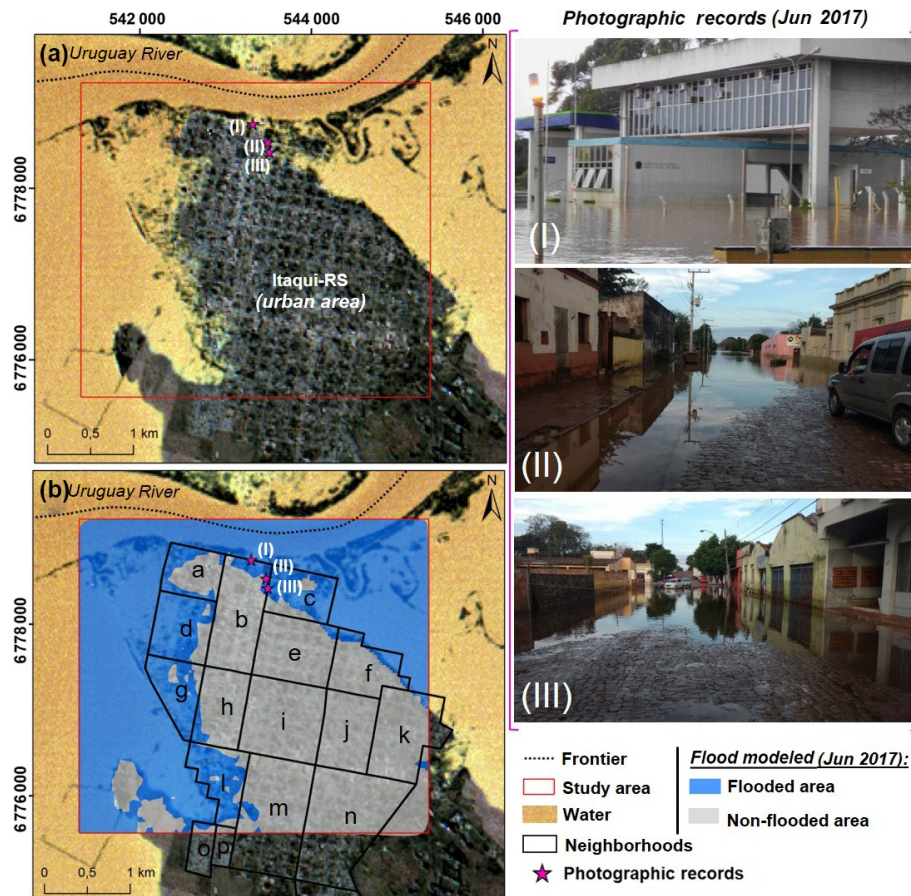 542 000
544 000
546 000
6778000
6776000
(a)
Uruguay River
N
(I)
(II)
(III)
Itaqui-RS
(urban area)
0 0,5 1 km
(b)
Uruguay River
N
(I)
(II)
(III)
a
b
c
d
e
f
g
h
i
j
k
l
m
n
o
p
6778000
6776000
0 0,5 1 km
Photographic records (Jun 2017)
(I)
(II)
(III)
Frontier
Study area
Water
Neighborhoods
Photographic records
Flood modeled (Jun 2017):
Flooded area
Non-flooded area